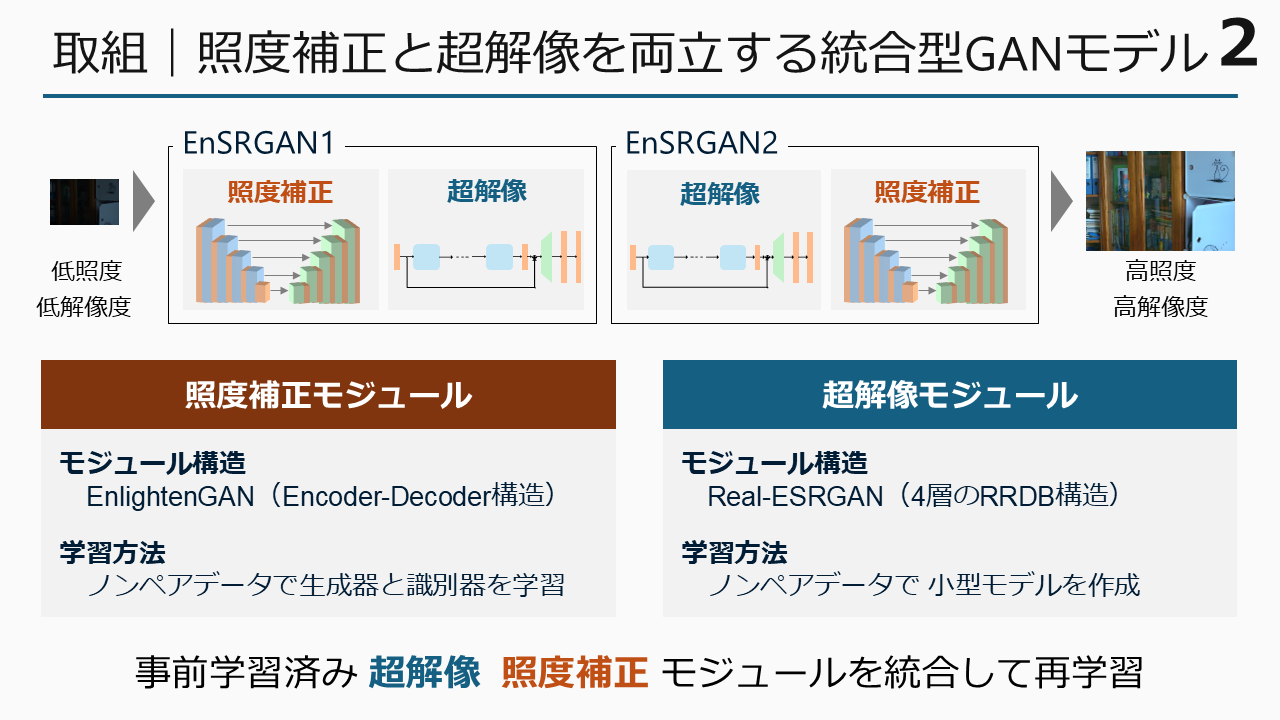 取組｜照度補正と超解像を両立する統合型GANモデル
2
EnSRGAN1
照度補正
超解像
EnSRGAN2
超解像
照度補正
低照度
低解像度
高照度
高解像度
照度補正モジュール
モジュール構造
EnlightenGAN（Encoder-Decoder構造）
学習方法
ノンペアデータで生成器と識別器を学習
超解像モジュール
モジュール構造
Real-ESRGAN（4層のRRDB構造）
学習方法
ノンペアデータで 小型モデルを作成
事前学習済み 超解像 照度補正 モジュールを統合して再学習